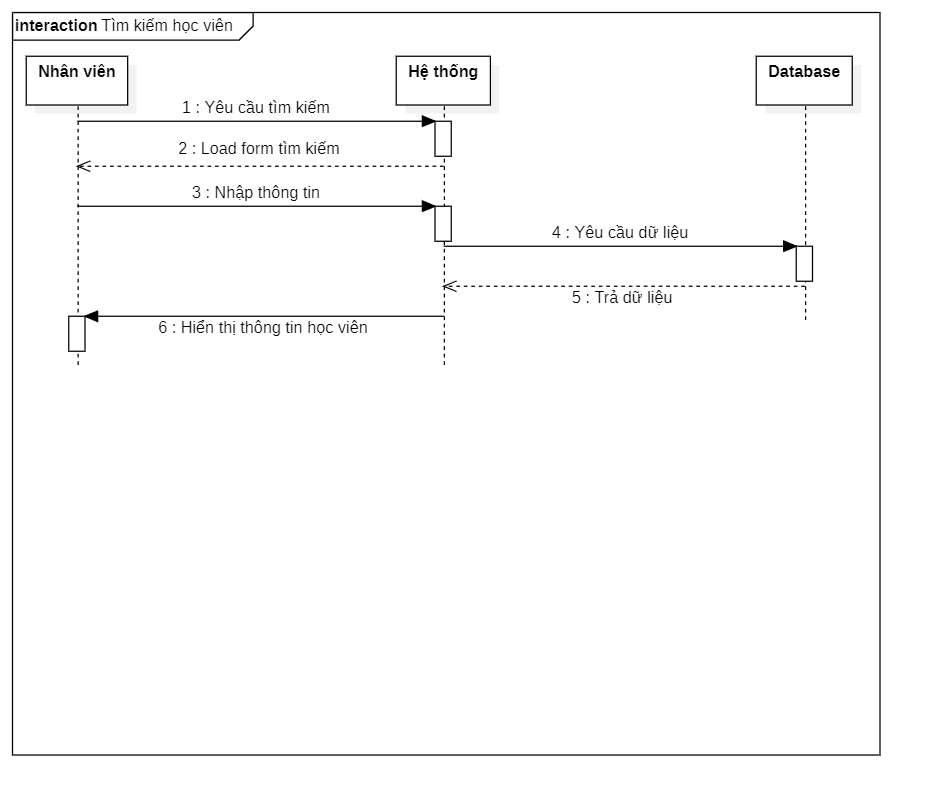 interaction Tìm kiếm học viên
Nhân viên
Hệ thống
Database
1 : Yêu cầu tìm kiếm
2 : Load form tìm kiếm
3 : Nhập thông tin
4 : Yêu cầu dữ liệu
5 : Trả dữ liệu
6 : Hiển thị thông tin học viên